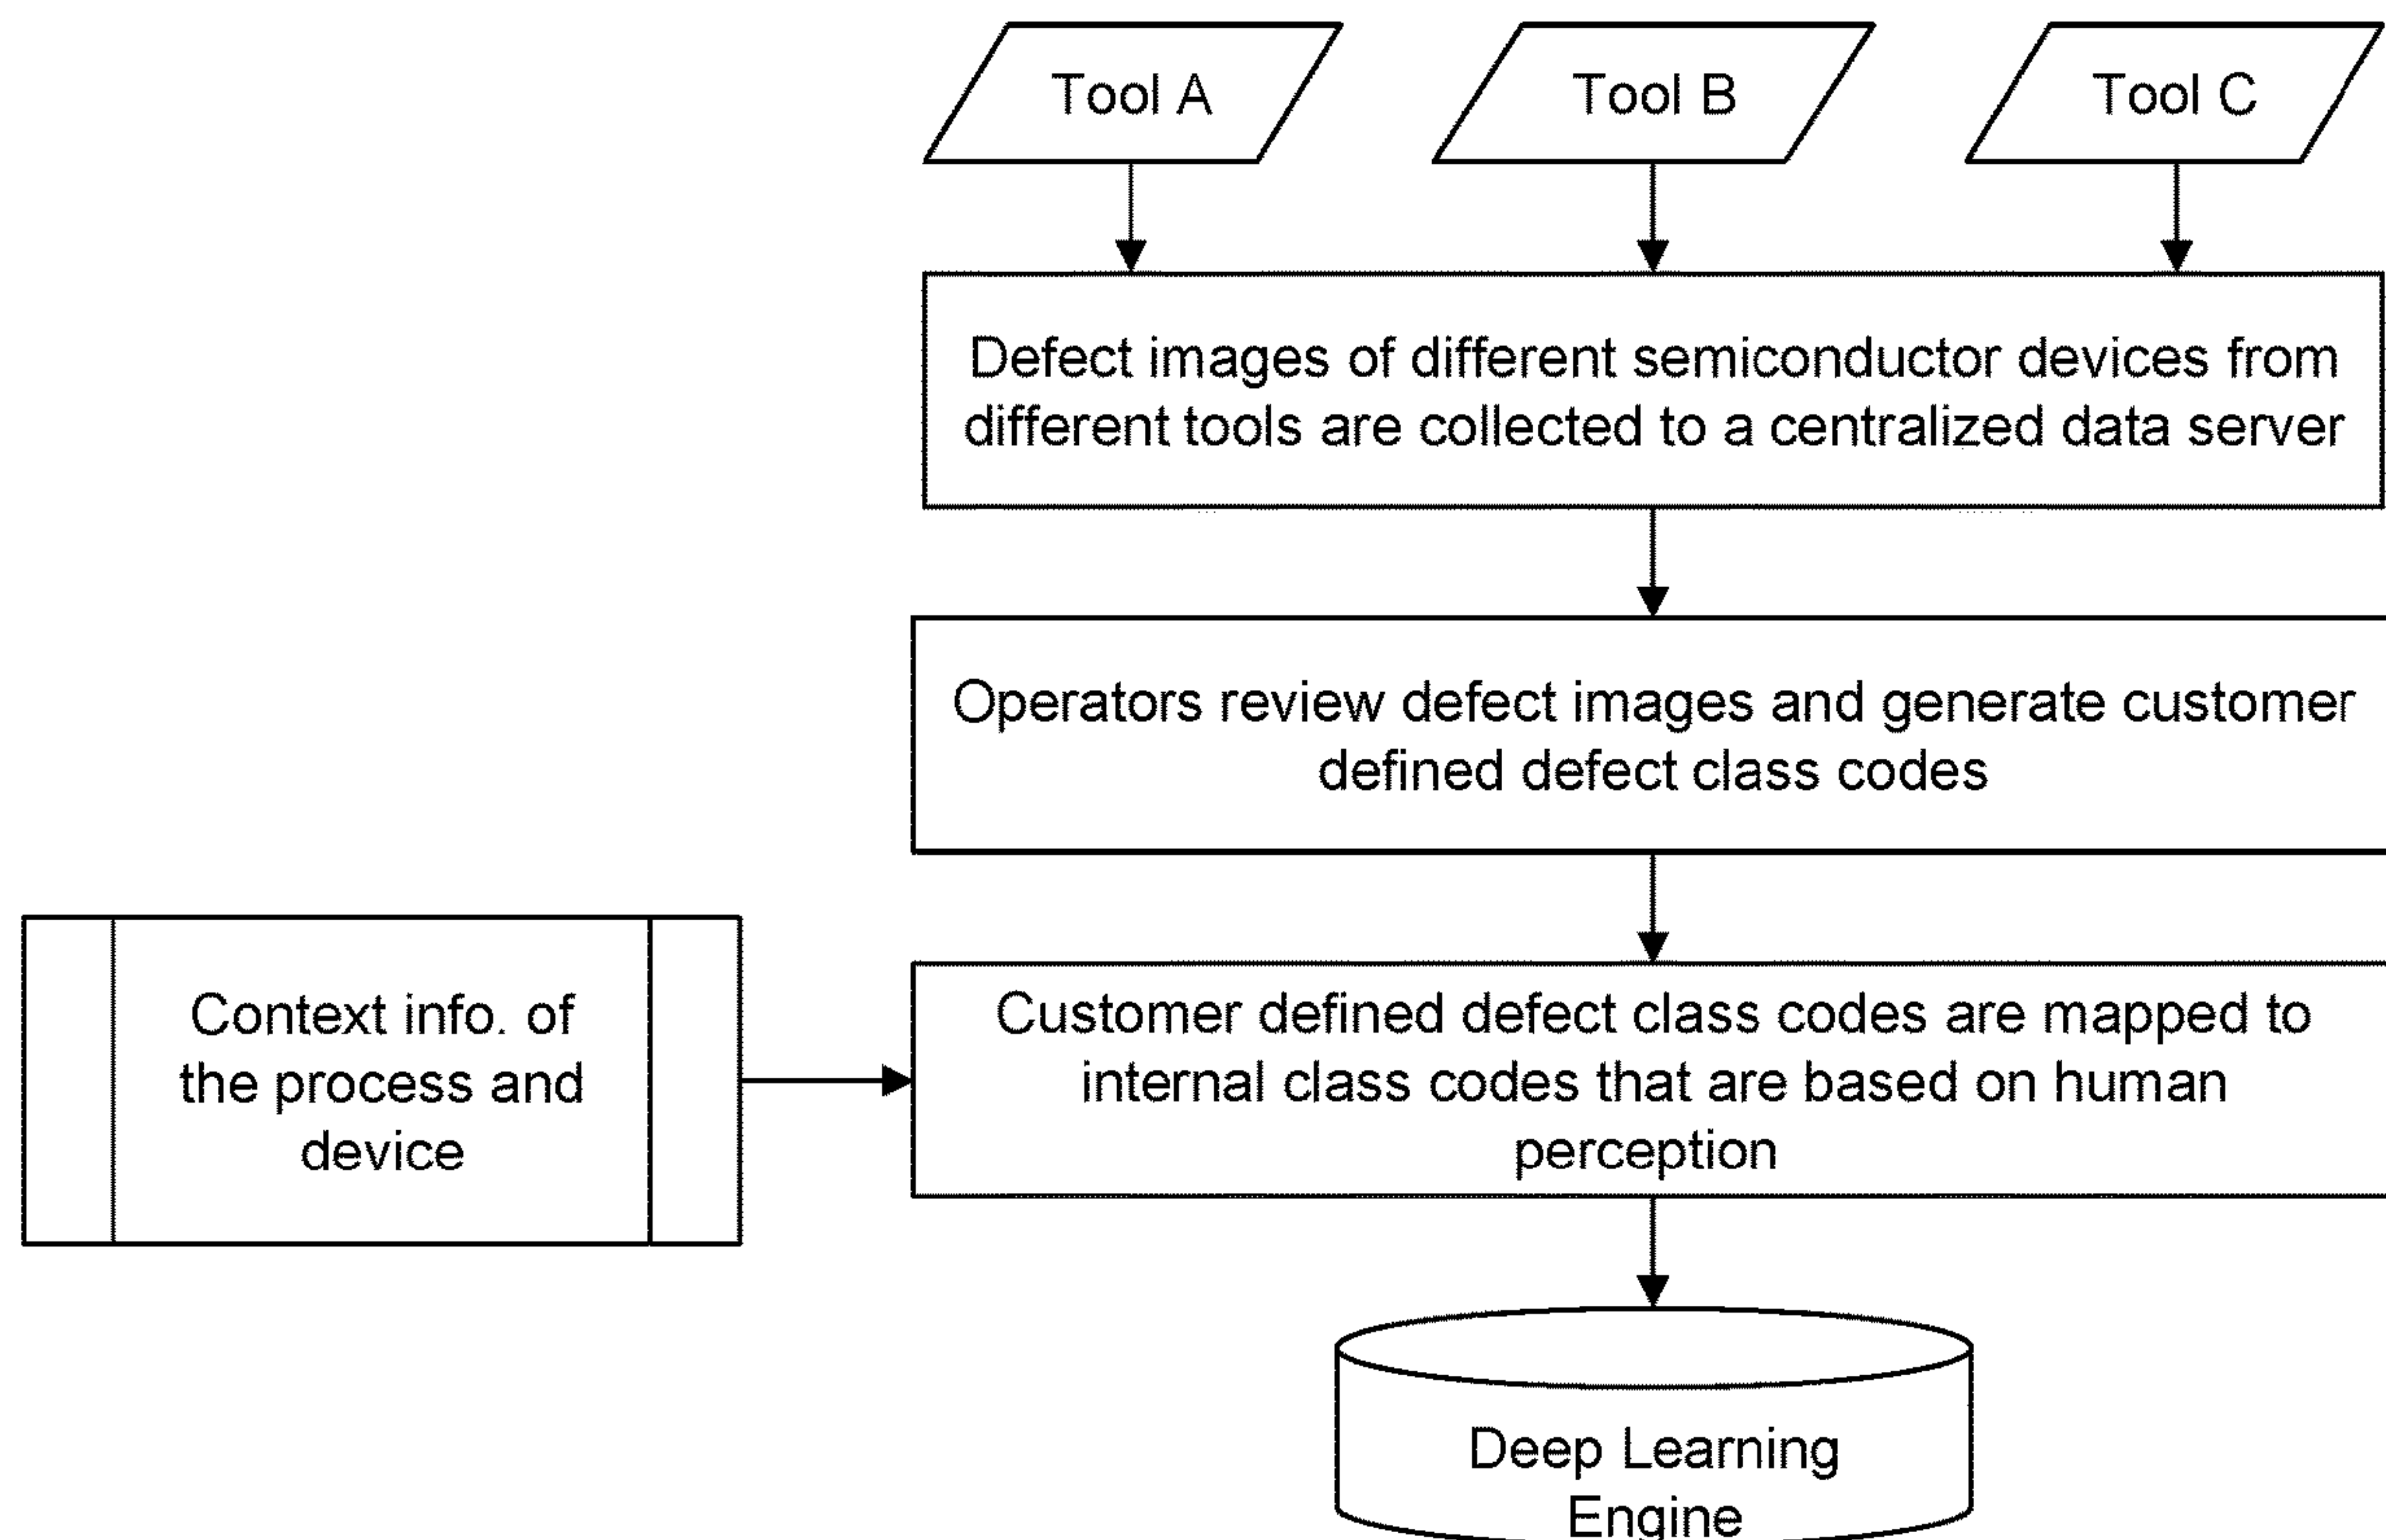 Tool A
Tool B
Tool C
Defect images of different semiconductor devices from
different tools are collected to a centralized data server
Operators review defect images and generate customer
defined defect class codes
Context info. of
the process and
device
Customer defined defect class codes are mapped to
internal class codes that are based on human
perception
Deep Learning
Engine